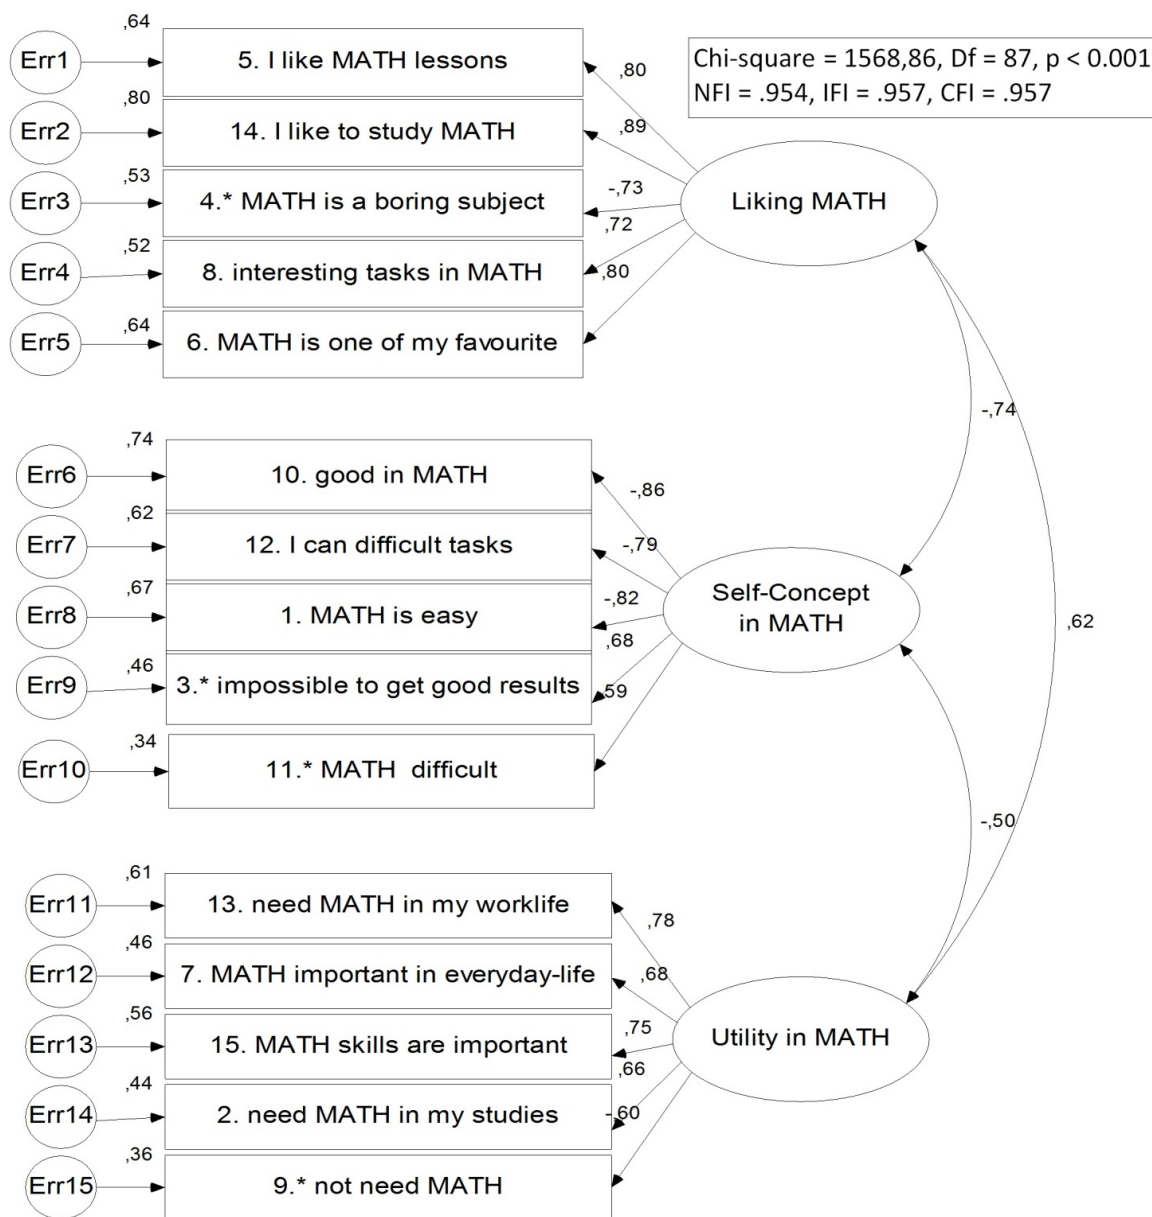 ,64
Err1
5. I like MATH lessons
,80
Chi-square = 1568,86, Df = 87, p < 0.001
NFI = .954, IFI = .957, CFI = .957
,80
Err2
14. I like to study MATH
,89
,53
Err3
4.* MATH is a boring subject
-,73
Liking MATH
,52
Err4
8. interesting tasks in MATH
,72
,64
Err5
6. MATH is one of my favourite
,80
-,74
,74
Err6
10. good in MATH
-,86
,62
Err7
12. I can difficult tasks
-,79
,67
Err8
1. MATH is easy
-,82
Self-Concept
in MATH
,62
,46
Err9
3.* impossible to get good results
,68
,34
Err10
11.* MATH  difficult
,59
-,50
,61
Err11
13. need MATH in my worklife
,78
,46
Err12
7. MATH important in everyday-life
,68
,56
Err13
15. MATH skills are important
,75
Utility in MATH
,44
Err14
2. need MATH in my studies
,66
,36
Err15
9.* not need MATH
-,60